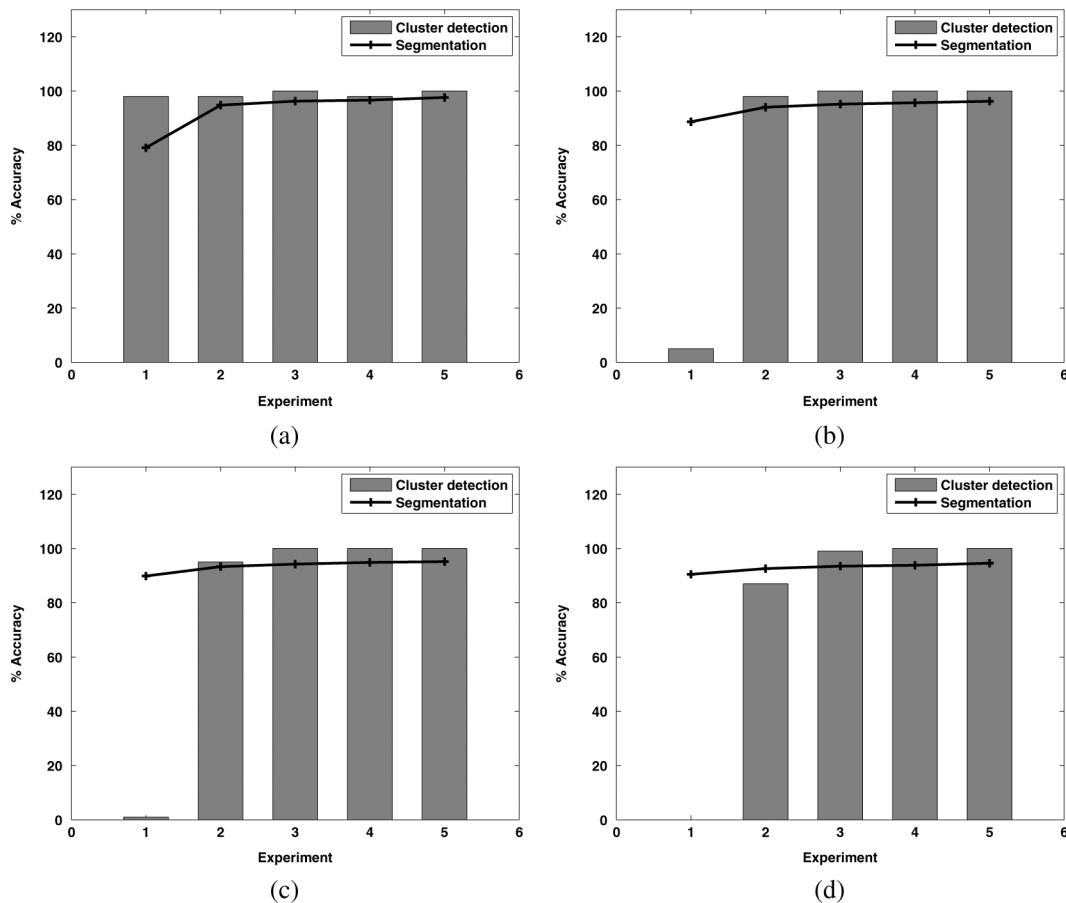 120
100
80
60
40
20
0
% Accuracy
Cluster detection
Segmentation
0 1 2 3 4 5 6
Experiment
(a)
120
100
80
60
40
20
0
% Accuracy
Cluster detection
Segmentation
0 1 2 3 4 5 6
Experiment
(b)
120
100
80
60
40
20
0
% Accuracy
Cluster detection
Segmentation
0 1 2 3 4 5 6
Experiment
(c)
120
100
80
60
40
20
0
% Accuracy
Cluster detection
Segmentation
0 1 2 3 4 5 6
Experiment
(d)